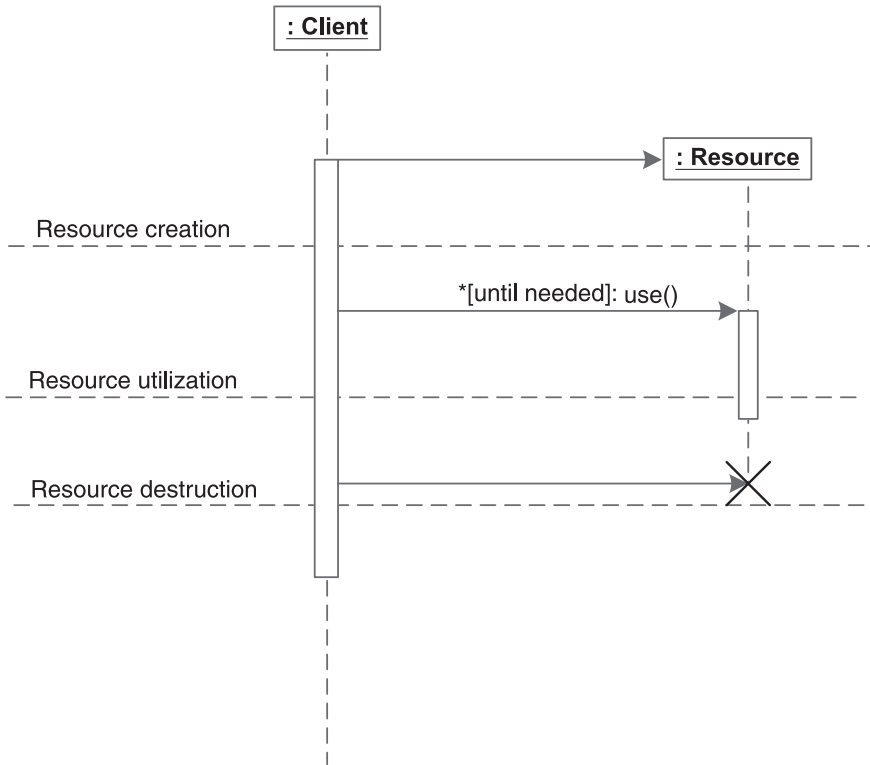 : Client
: Resource
Resource creation
*[until needed]: use()
Resource utilization
Resource destruction